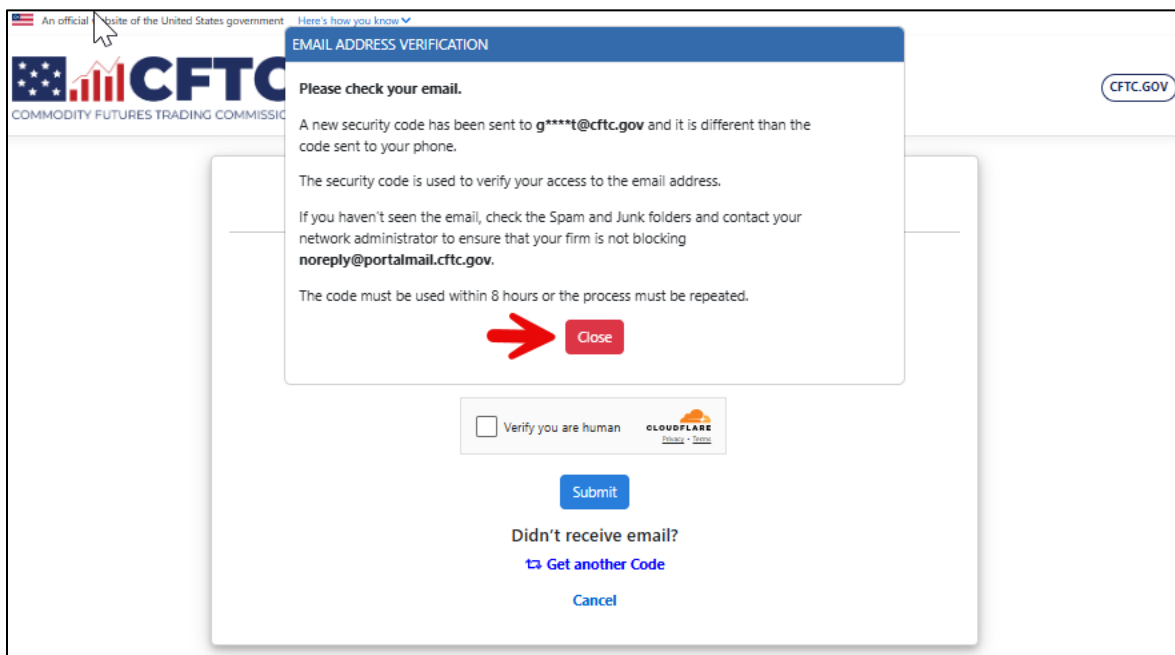 An official website of the United States government Here's how you know
EMAIL ADDRESS VERIFICATION
CFTC
COMMODITY FUTURES TRADING COMMISSIO
CFTC.GOV
Please check your email.
A new security code has been sent to g****t@cftc.gov and it is different than the
code sent to your phone.
The security code is used to verify your access to the email address.
If you haven't seen the email, check the Spam and Junk folders and contact your
network administrator to ensure that your firm is not blocking
noreply@portalmail.cftc.gov.
The code must be used within 8 hours or the process must be repeated.
Close
Verify you are human
CLOUDFLARE
Privacy • Terms
Submit
Didn't receive email?
Get another Code
Cancel